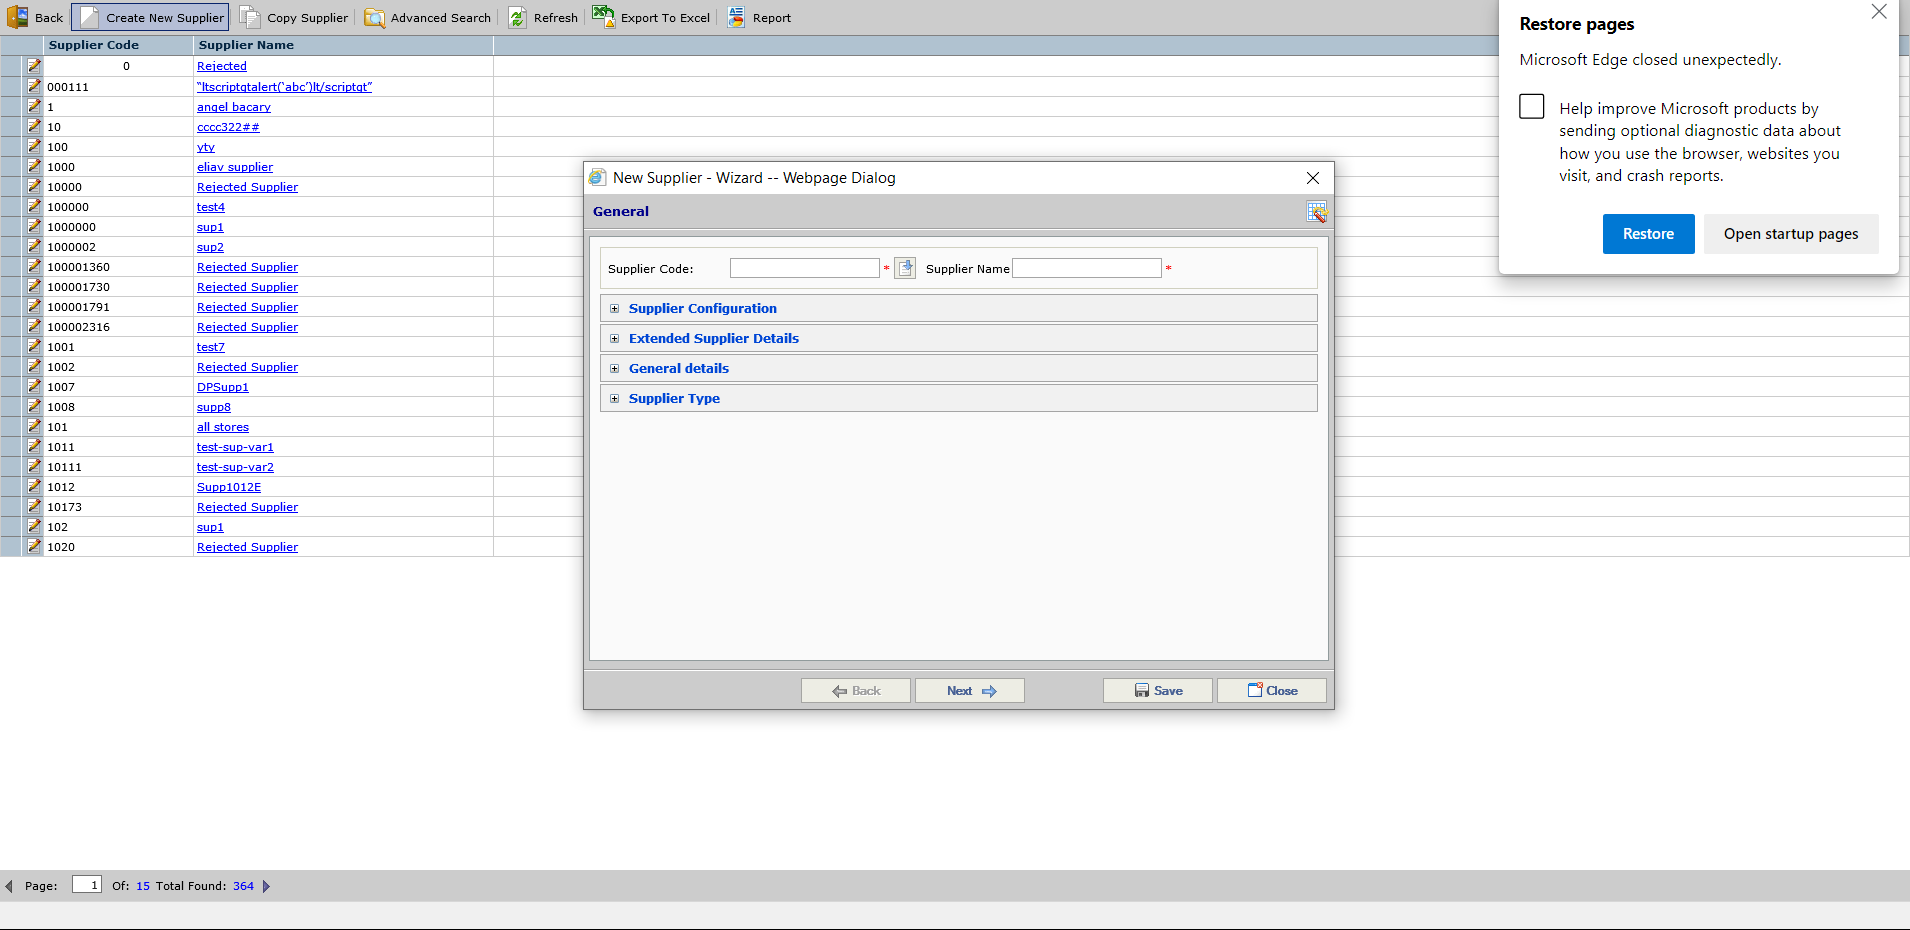 Back
Create New Supplier
Copy Supplier
Advanced Search
Refresh
Export To Excel
Report
Supplier Code Supplier Name
0 Rejected
000111 “ltscriptgtalert(‘abc’)lt/scriptgt”
1 angel bacary
10 cccc322##
100 yty
1000 eliav supplier
10000 Rejected Supplier
100000 test4
1000000 sup1
1000002 sup2
100001360 Rejected Supplier
100001730 Rejected Supplier
100001791 Rejected Supplier
100002316 Rejected Supplier
1001 test7
1002 Rejected Supplier
1007 DPSupp1
1008 supp8
101 all stores
1011 test-sup-var1
10111 test-sup-var2
1012 Supp1012E
10173 Rejected Supplier
102 sup1
1020 Rejected Supplier
New Supplier - Wizard -- Webpage Dialog
General
Supplier Code: * Supplier Name *
Supplier Configuration
Extended Supplier Details
General details
Supplier Type
Back
Next
Save
Close
Restore pages
Microsoft Edge closed unexpectedly.
Help improve Microsoft products by
sending optional diagnostic data about
how you use the browser, websites you
visit, and crash reports.
Restore
Open startup pages
Page: 1 Of: 15 Total Found: 364